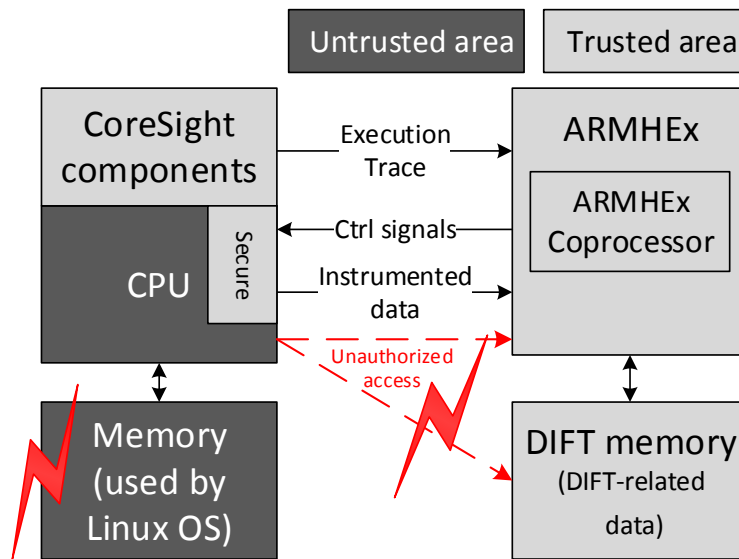 Untrusted area
Trusted area
CoreSight
components
Execution
Trace
ARMHEx
ARMHEx
Coprocessor
Ctrl signals
Secure
CPU
Instrumented
data
Unauthorized
access
Memory
(used by
Linux OS)
DIFT memory
(DIFT-related
data)